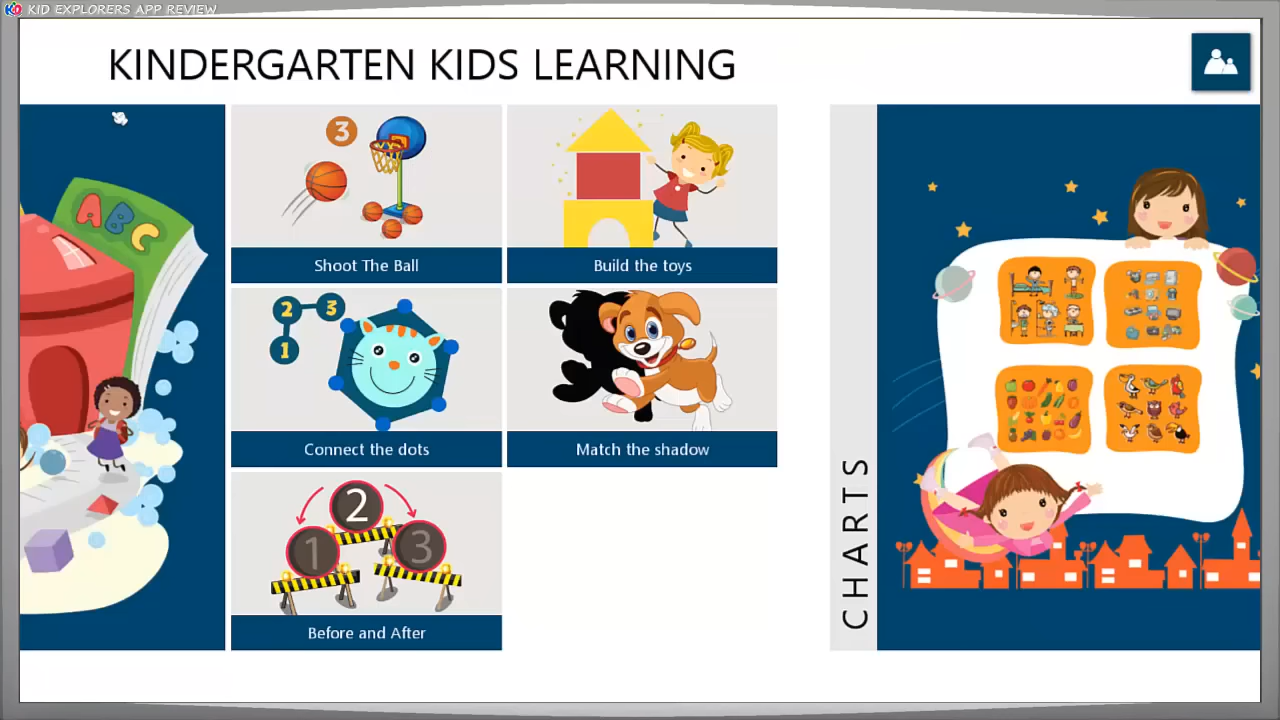 KD KID EXPLORERS APP REVIEW
KINDERGARTEN KIDS LEARNING
ABC
3
Shoot The Ball
Build the toys
2 3
1
Connect the dots
Match the shadow
2
1 3
Before and After
CHARTS